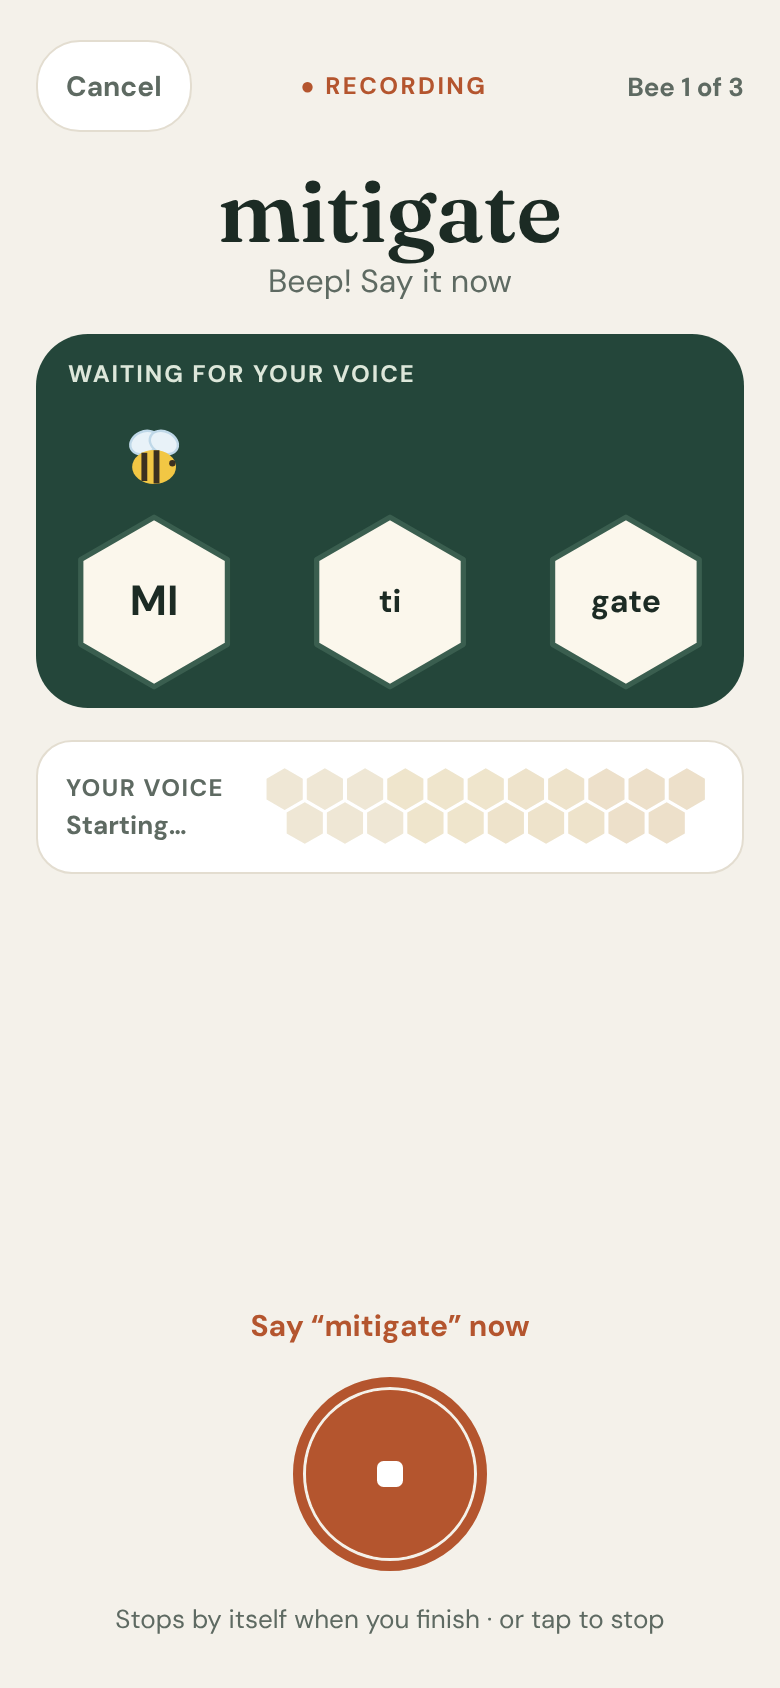 Cancel
• RECORDING
Bee 1 of 3
mitigate
Beep! Say it now
WAITING FOR YOUR VOICE
MI
ti
gate
YOUR VOICE
Starting…
Say “mitigate” now
Stops by itself when you finish · or tap to stop